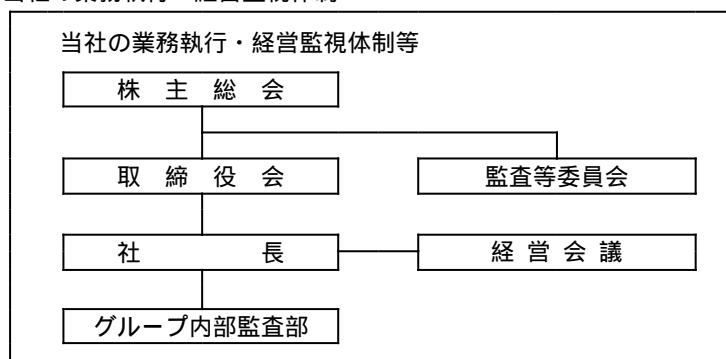 当社の業務執行・経営監視体制等
株主総会
取締役会 監査等委員会
社長 経営会議
グループ内部監査部